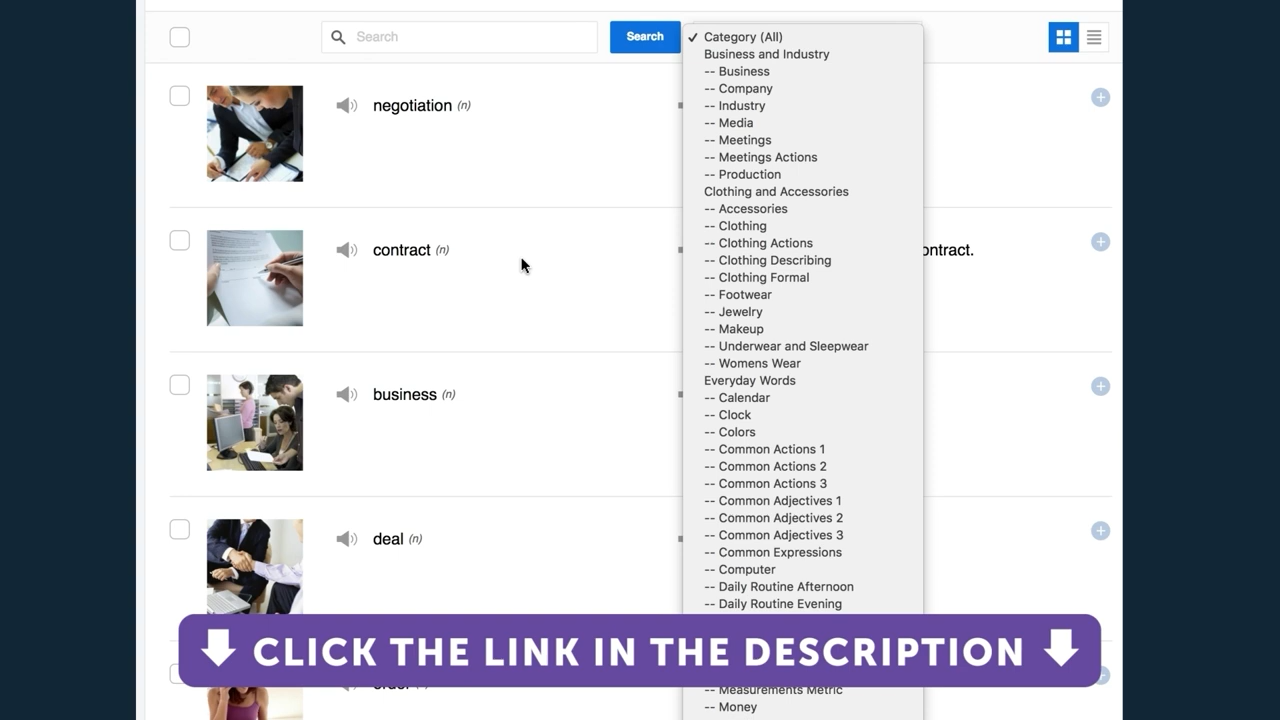 Search
Search
✓ Category (All)
Business and Industry
-- Business
-- Company
-- Industry
-- Media
-- Meetings
-- Meetings Actions
-- Production
Clothing and Accessories
-- Accessories
-- Clothing
-- Clothing Actions
-- Clothing Describing
-- Clothing Formal
-- Footwear
-- Jewelry
-- Makeup
-- Underwear and Sleepwear
-- Womens Wear
Everyday Words
-- Calendar
-- Clock
-- Colors
-- Common Actions 1
-- Common Actions 2
-- Common Actions 3
-- Common Adjectives 1
-- Common Adjectives 2
-- Common Adjectives 3
-- Common Expressions
-- Computer
-- Daily Routine Afternoon
-- Daily Routine Evening
-- Measurements Metric
-- Money
negotiation (n)
contract (n)
ontract.
business (n)
deal (n)
CLICK THE LINK IN THE DESCRIPTION